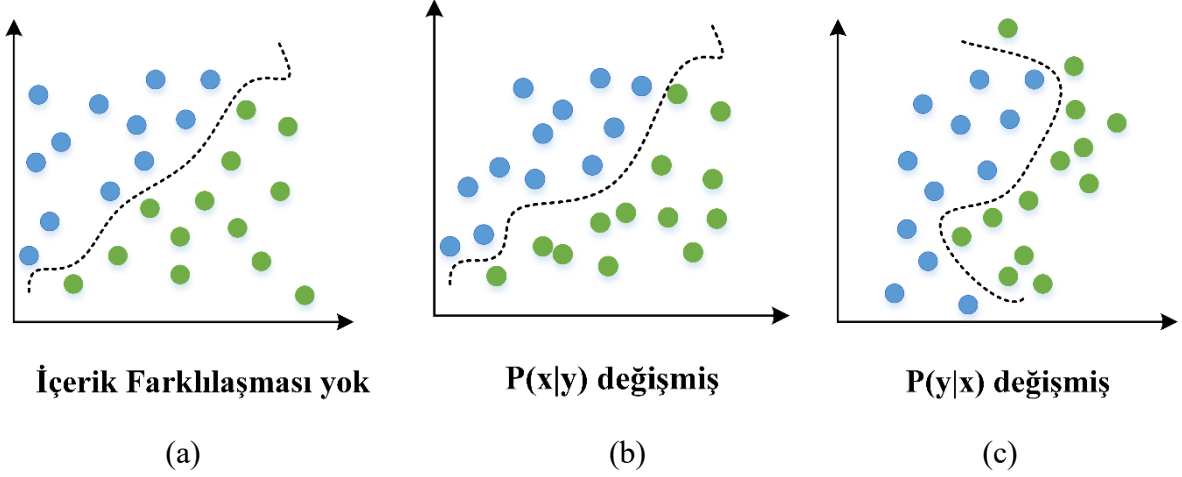 İçerik Farklılaşması yok
P(x|y) değişmiş
P(y|x) değişmiş
(a)
(b)
(c)